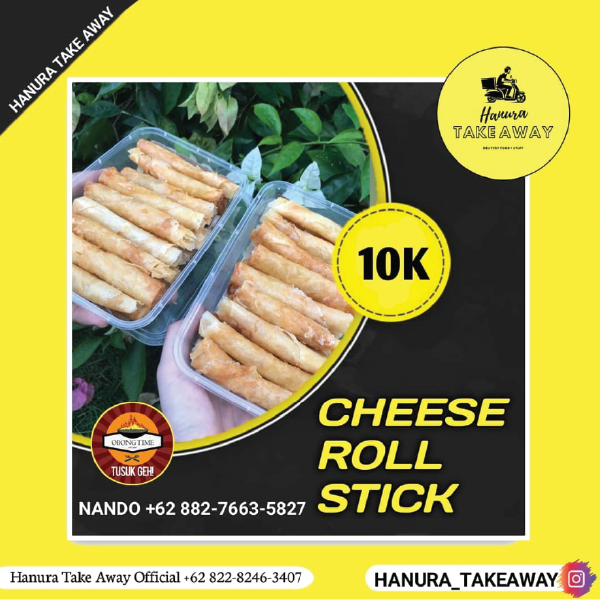 HANURA TAKE AWAY
Hanura
TAKE AWAY
10K
CHEESE
ROLL
STICK
OBONG TIME
TUSUK GEH!
NANDO +62 882-7663-5827
Hanura Take Away Official +62 822-8246-3407
HANURA_TAKEAWAY